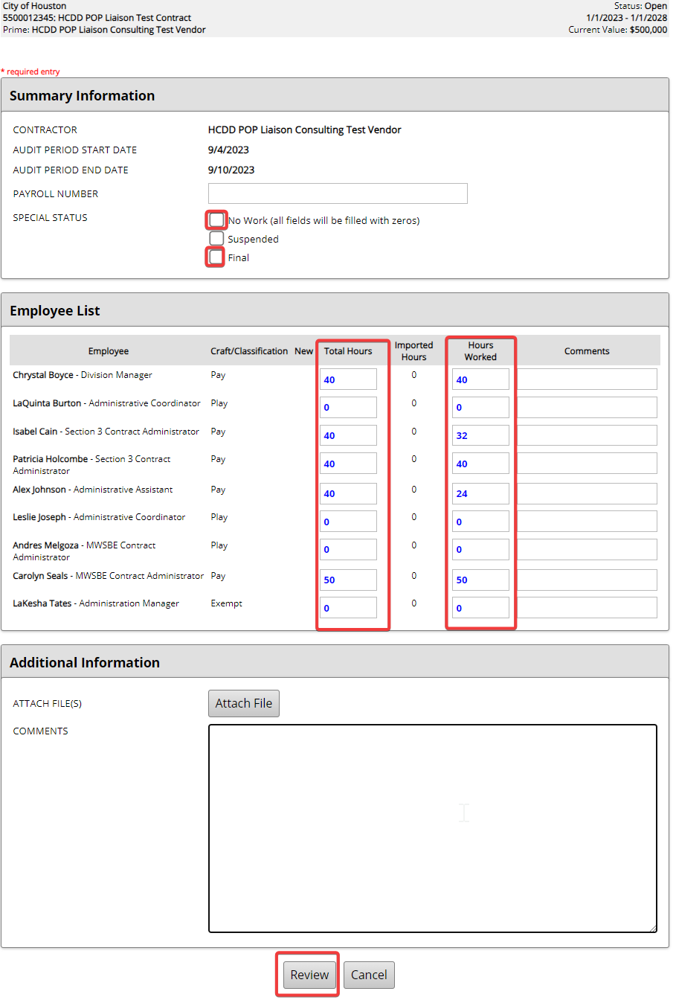 City of Houston
Status: Open
5500012345: HCDD POP Liaison Test Contract
1/1/2023 - 1/1/2028
Prime: HCDD POP Liaison Consulting Test Vendor
Current Value: $500,000
* required entry
Summary Information
CONTRACTOR HCDD POP Liaison Consulting Test Vendor
AUDIT PERIOD START DATE 9/4/2023
AUDIT PERIOD END DATE 9/10/2023
PAYROLL NUMBER
SPECIAL STATUS
No Work (all fields will be filled with zeros)
Suspended
Final
Employee List
Employee Craft/Classification New Total Hours Imported Hours Hours Worked Comments
Chrystal Boyce - Division Manager Pay 40 0 40
LaQuinta Burton - Administrative Coordinator Play 0 0 0
Isabel Cain - Section 3 Contract Administrator Pay 40 0 32
Patricia Holcombe - Section 3 Contract Pay 40 0 40
Administrator
Alex Johnson - Administrative Assistant Pay 40 0 24
Leslie Joseph - Administrative Coordinator Play 0 0 0
Andres Melgoza - MWSBE Contract Play 0 0 0
Administrator
Carolyn Seals - MWSBE Contract Administrator Pay 50 0 50
LaKesha Tates - Administration Manager Exempt 0 0 0
Additional Information
ATTACH FILE(S) Attach File
COMMENTS
Review Cancel